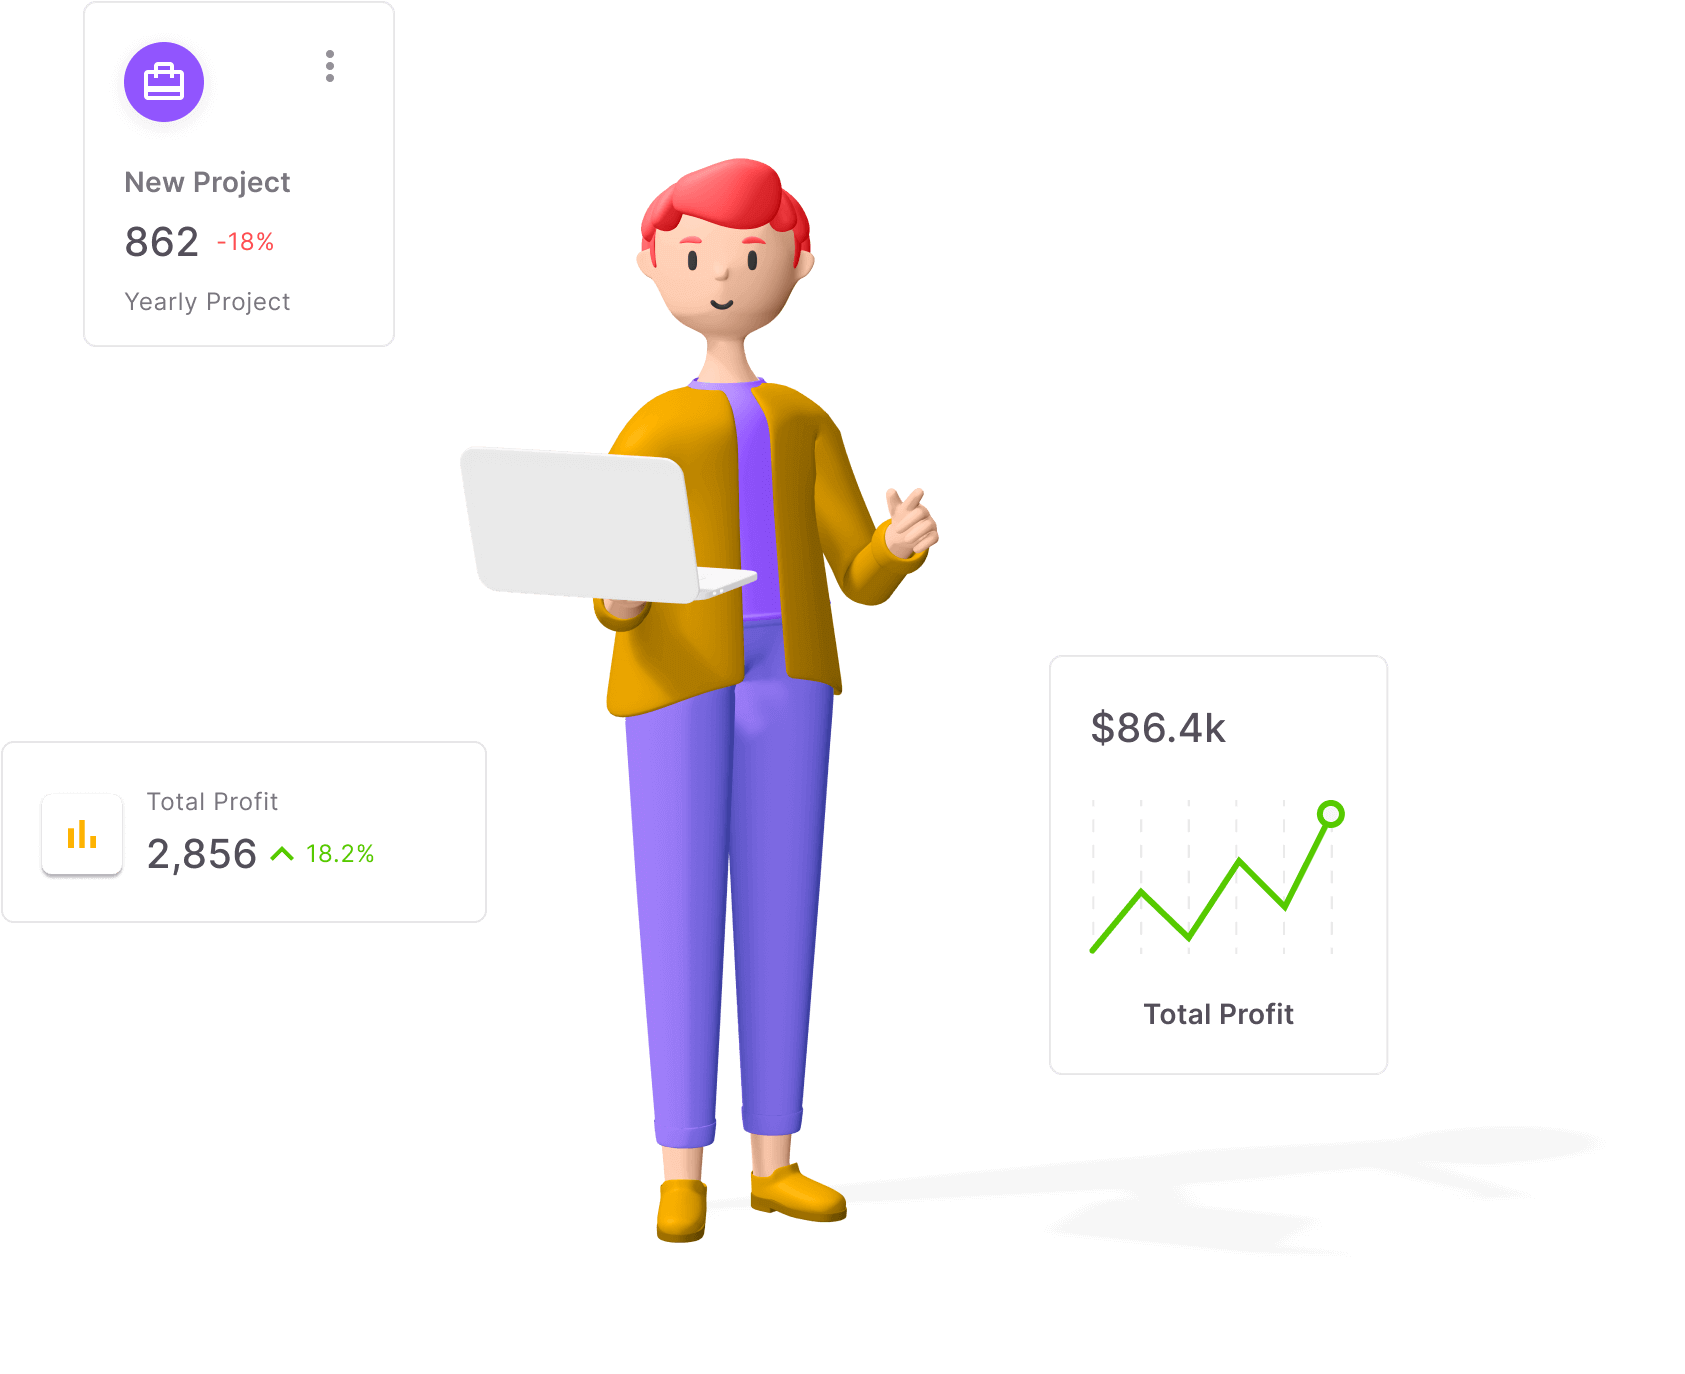 New Project
862 -18%
Yearly Project
Total Profit
2,856 18.2%
$86.4k
Total Profit